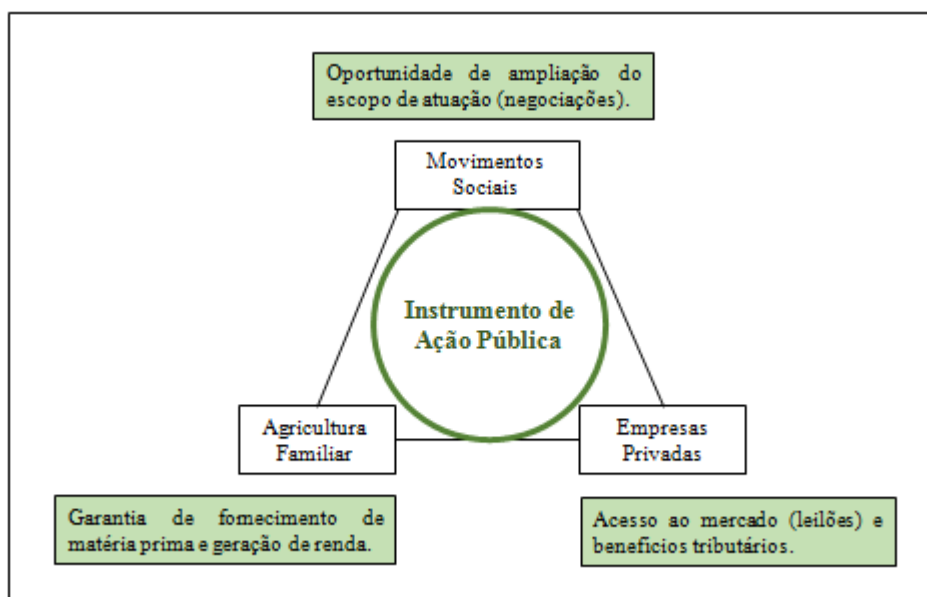 Oportunidade de ampliação do
escopo de atuação (negociações).
Movimentos
Sociais
Instrumento de
Ação Pública
Agricultura
Familiar
Empresas
Privadas
Garantia de fornecimento de
matéria prima e geração de renda.
Acesso ao mercado (leilões) e
benefícios tributários.